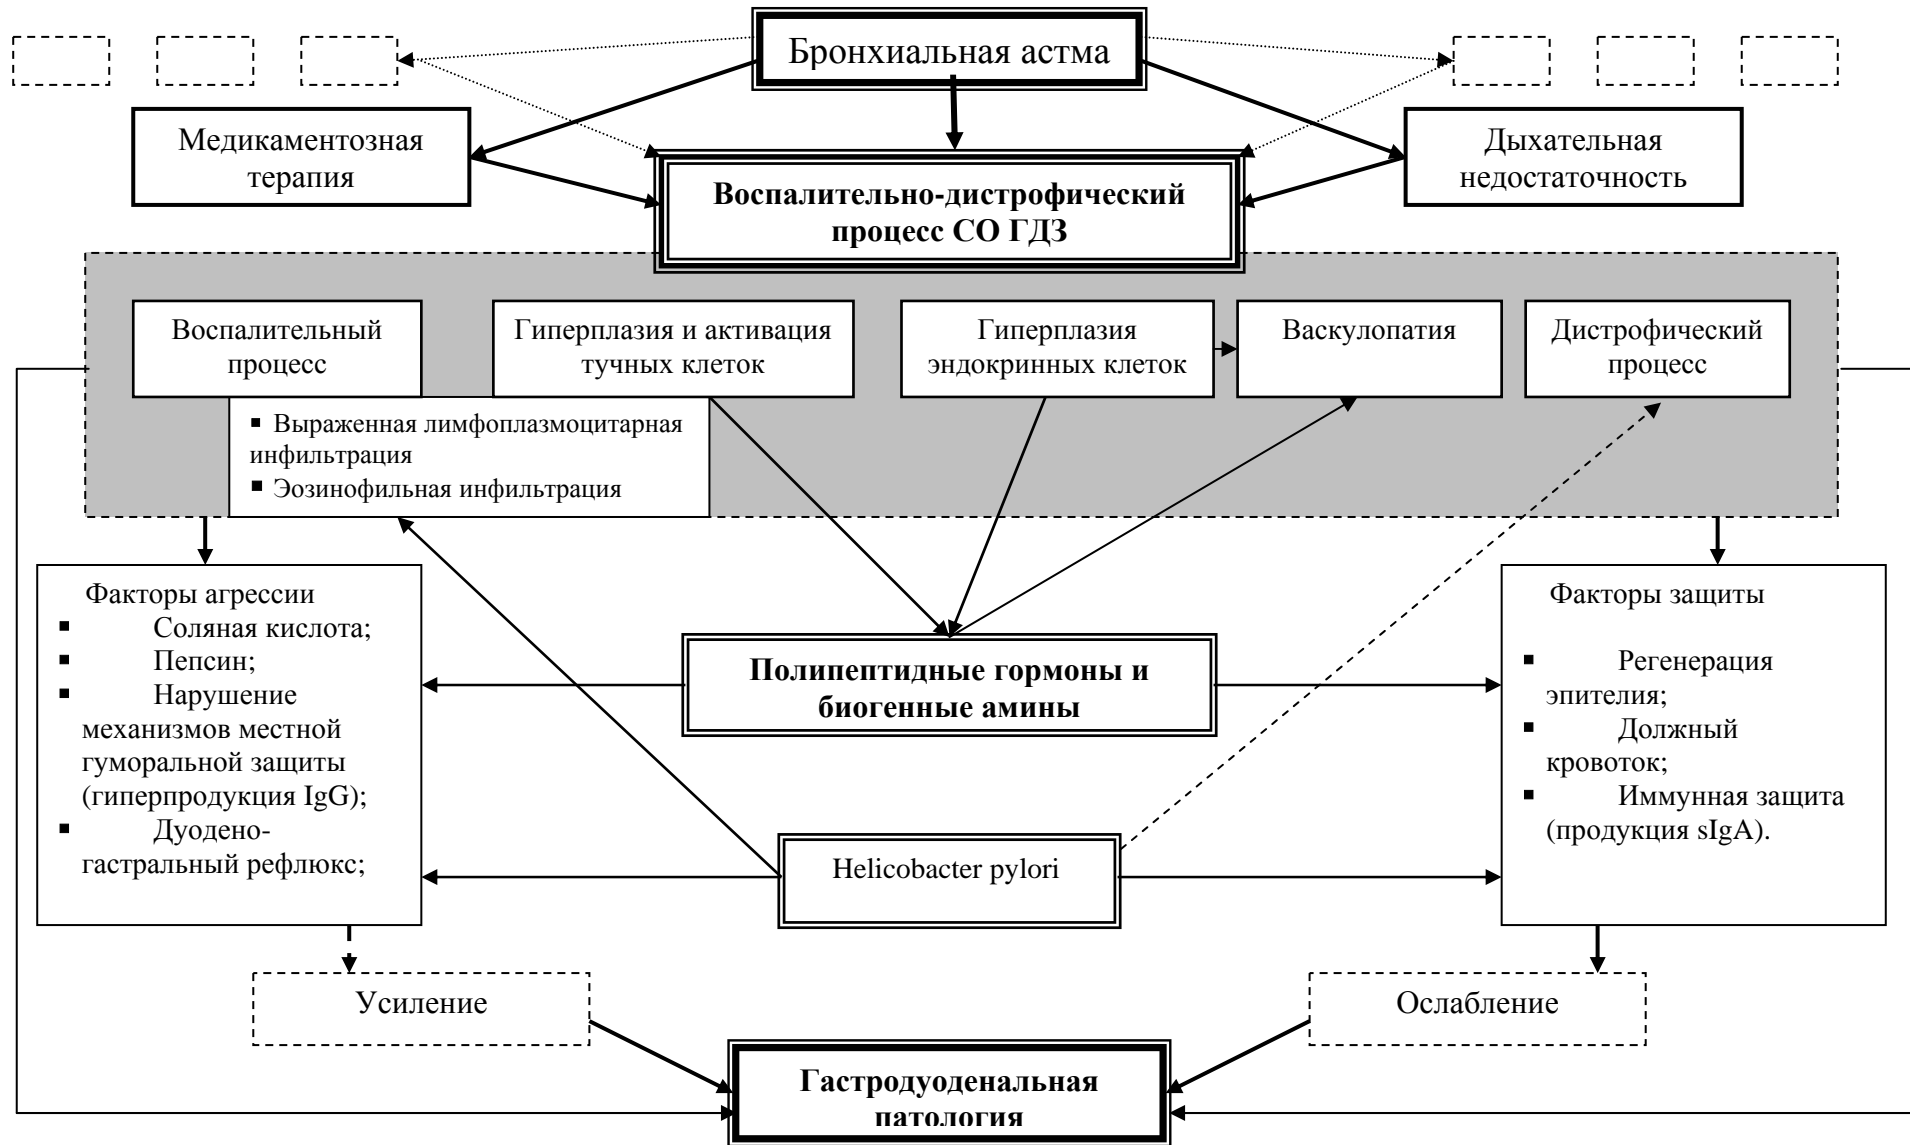 Бронхиальная астма
Медикаментозная
терапия
Дыхательная
недостаточность
Воспалительно-дистрофический
процесс СО ГДЗ
Воспалительный
процесс
Гиперплазия и активация
тучных клеток
Гиперплазия
эндокринных клеток
Васкулопатия
Дистрофический
процесс
▪ Выраженная лимфоплазмоцитарная
инфильтрация
▪ Эозинофильная инфильтрация
Факторы агрессии
▪ Соляная кислота;
▪ Пепсин;
▪ Нарушение
механизмов местной
гуморальной защиты
(гиперпродукция IgG);
▪ Дуодено-
гастральный рефлюкс;
Полипептидные гормоны и
биогенные амины
Факторы защиты
▪ Регенерация
эпителия;
▪ Должный
кровоток;
▪ Иммунная защита
(продукция sIgA).
Helicobacter pylori
Усиление
Ослабление
Гастродуоденальная
патология